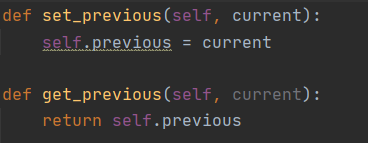 def set_previous(self, current):
    self.previous = current
def get_previous(self, current):
    return self.previous